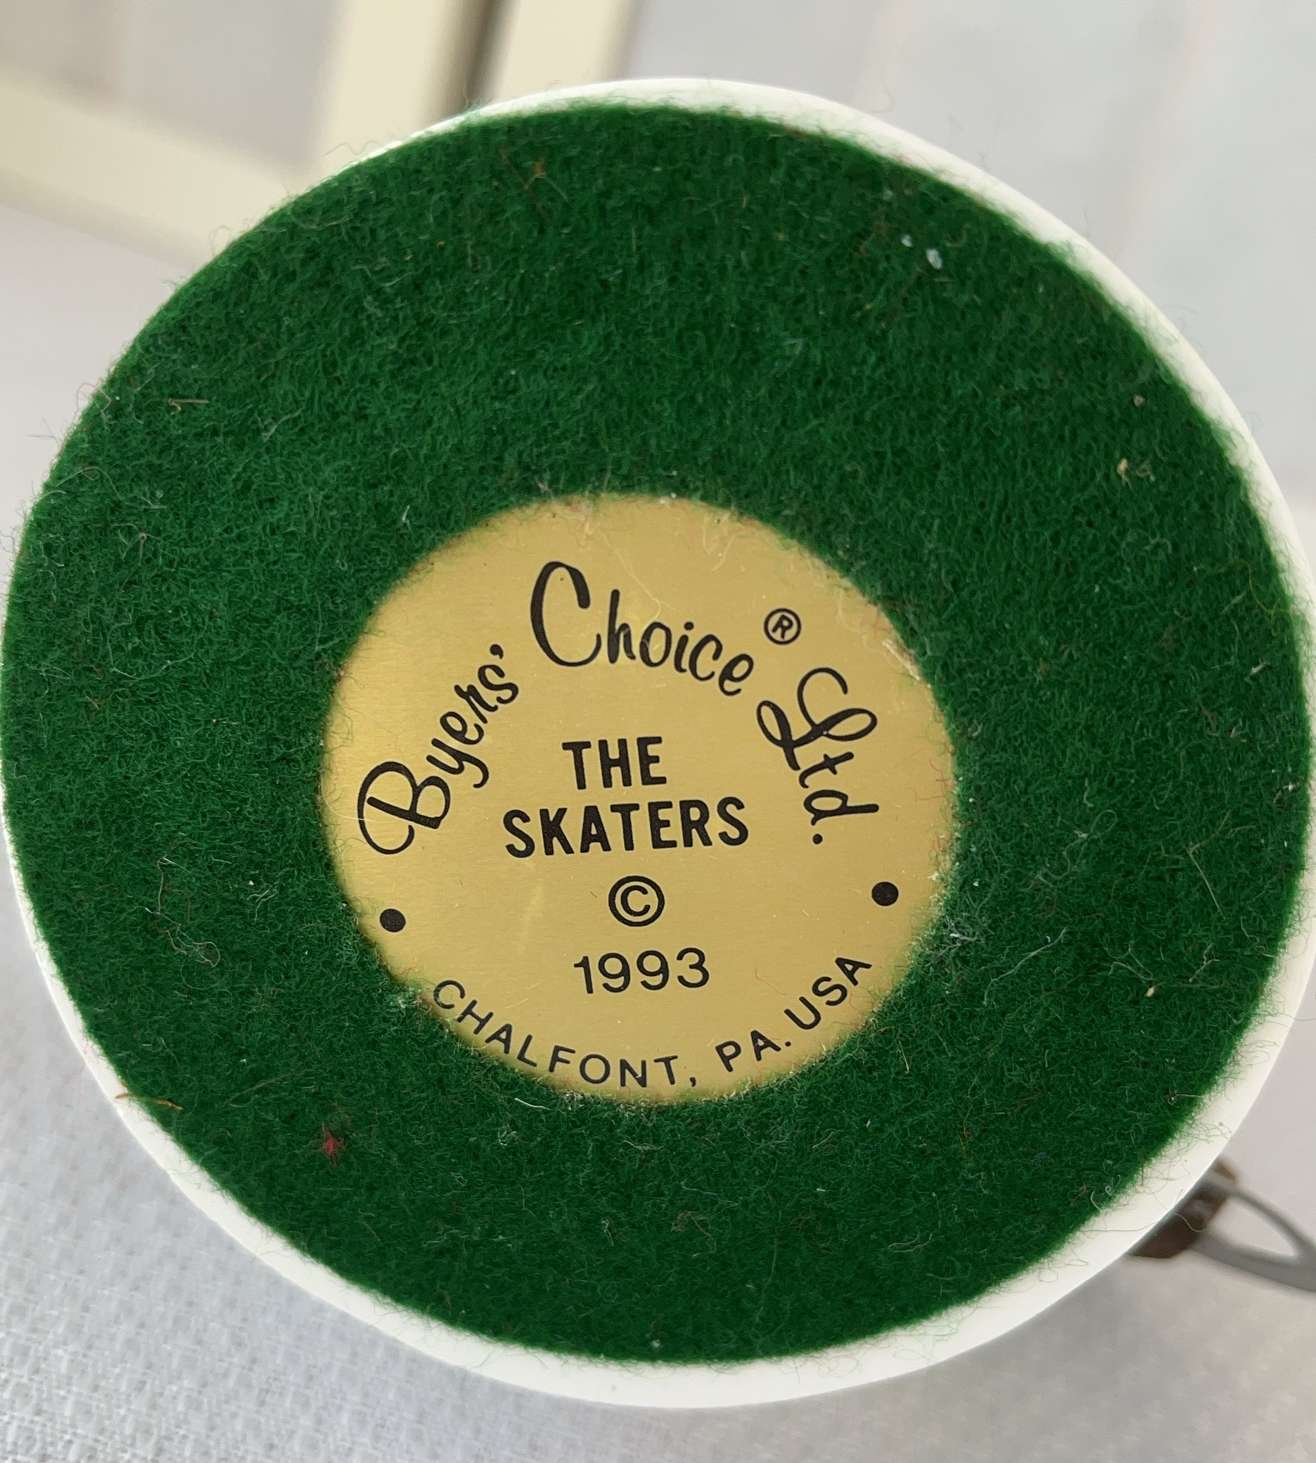 Byers' Choice® Ltd.
THE
SKATERS
©
1993
CHALFONT, PA. USA